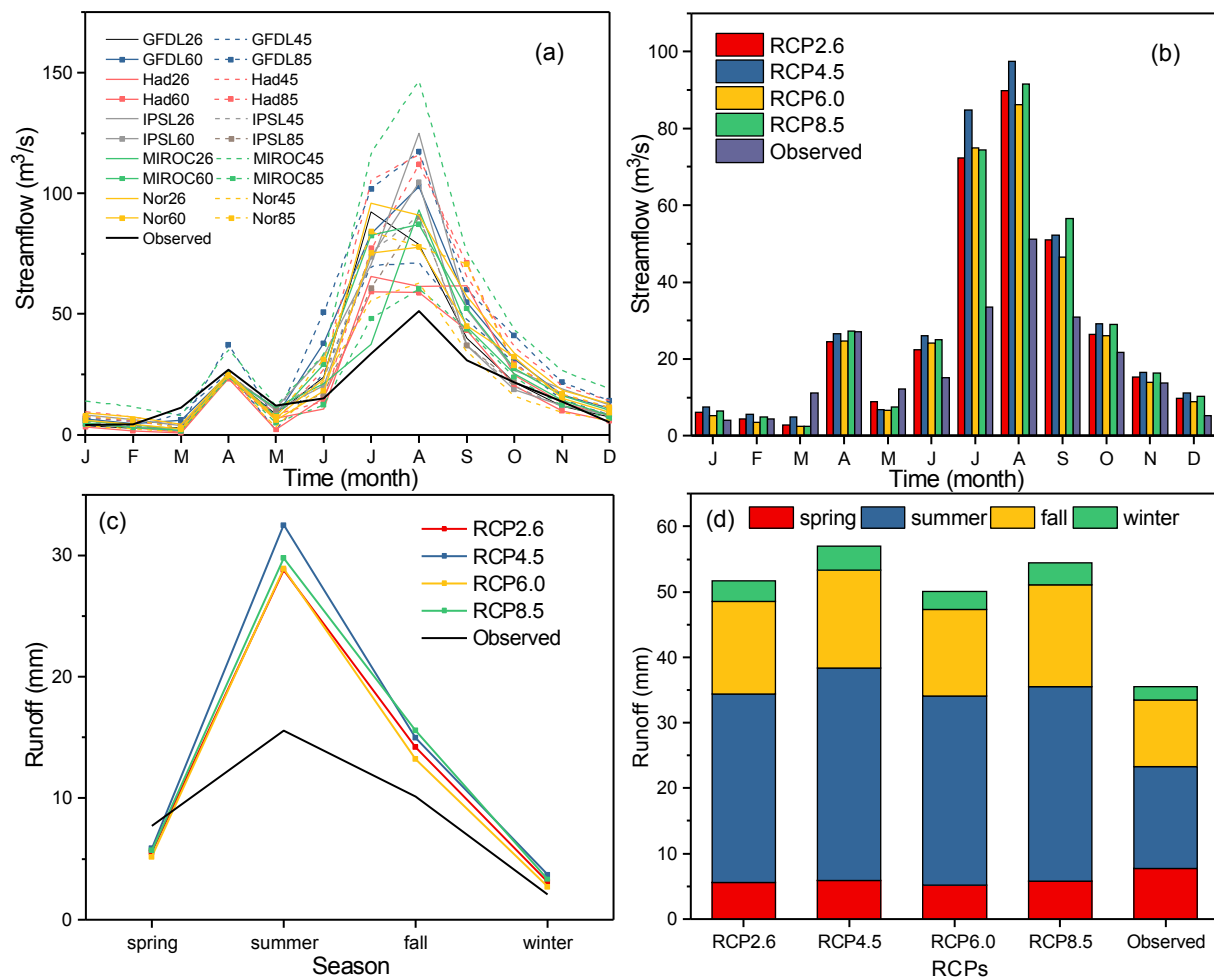 (a)
GFDL26 GFDL45
GFDL60 GFDL85
Had26 Had45
Had60 Had85
IPSL26 IPSL45
IPSL60 IPSL85
MIROC26 MIROC45
MIROC60 MIROC85
Nor26 Nor45
Nor60 Nor85
Observed
150
100
50
0
Streamflow (m³/s)
J F M A M J J A S O N D
Time (month)
(b)
RCP2.6
RCP4.5
RCP6.0
RCP8.5
Observed
100
80
60
40
20
0
Streamflow (m³/s)
J F M A M J J A S O N D
Time (month)
(c)
RCP2.6
RCP4.5
RCP6.0
RCP8.5
Observed
30
20
10
0
Runoff (mm)
spring summer fall winter
Season
(d)
spring summer fall winter
60
50
40
30
20
10
0
Runoff (mm)
RCP2.6 RCP4.5 RCP6.0 RCP8.5 Observed
RCPs